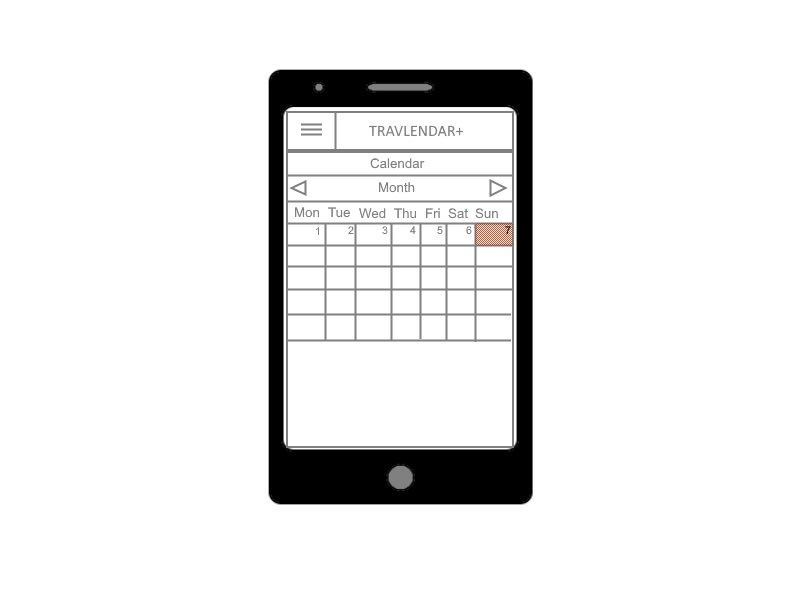 TRAVLENDAR+
Calendar
Month
Mon Tue Wed Thu Fri Sat Sun
1 2 3 4 5 6 7